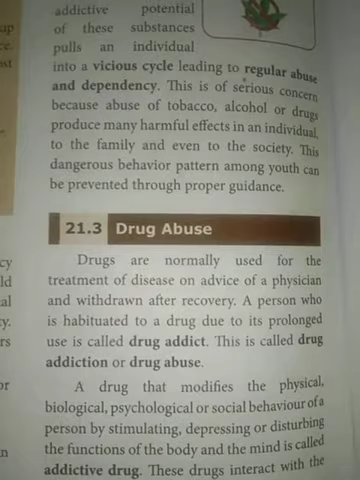 addictive potential
of these substances
pulls an individual
into a vicious cycle leading to regular abuse
and dependency. This is of serious concern
because abuse of tobacco, alcohol or drugs
produce many harmful effects in an individual,
to the family and even to the society. This
dangerous behavior pattern among youth can
be prevented through proper guidance.
21.3 Drug Abuse
Drugs are normally used for the
treatment of disease on advice of a physician
and withdrawn after recovery. A person who
is habituated to a drug due to its prolonged
use is called drug addict. This is called drug
addiction or drug abuse.
A drug that modifies the physical,
biological, psychological or social behaviour of a
person by stimulating, depressing or disturbing
the functions of the body and the mind is called
addictive drug. These drugs interact with the